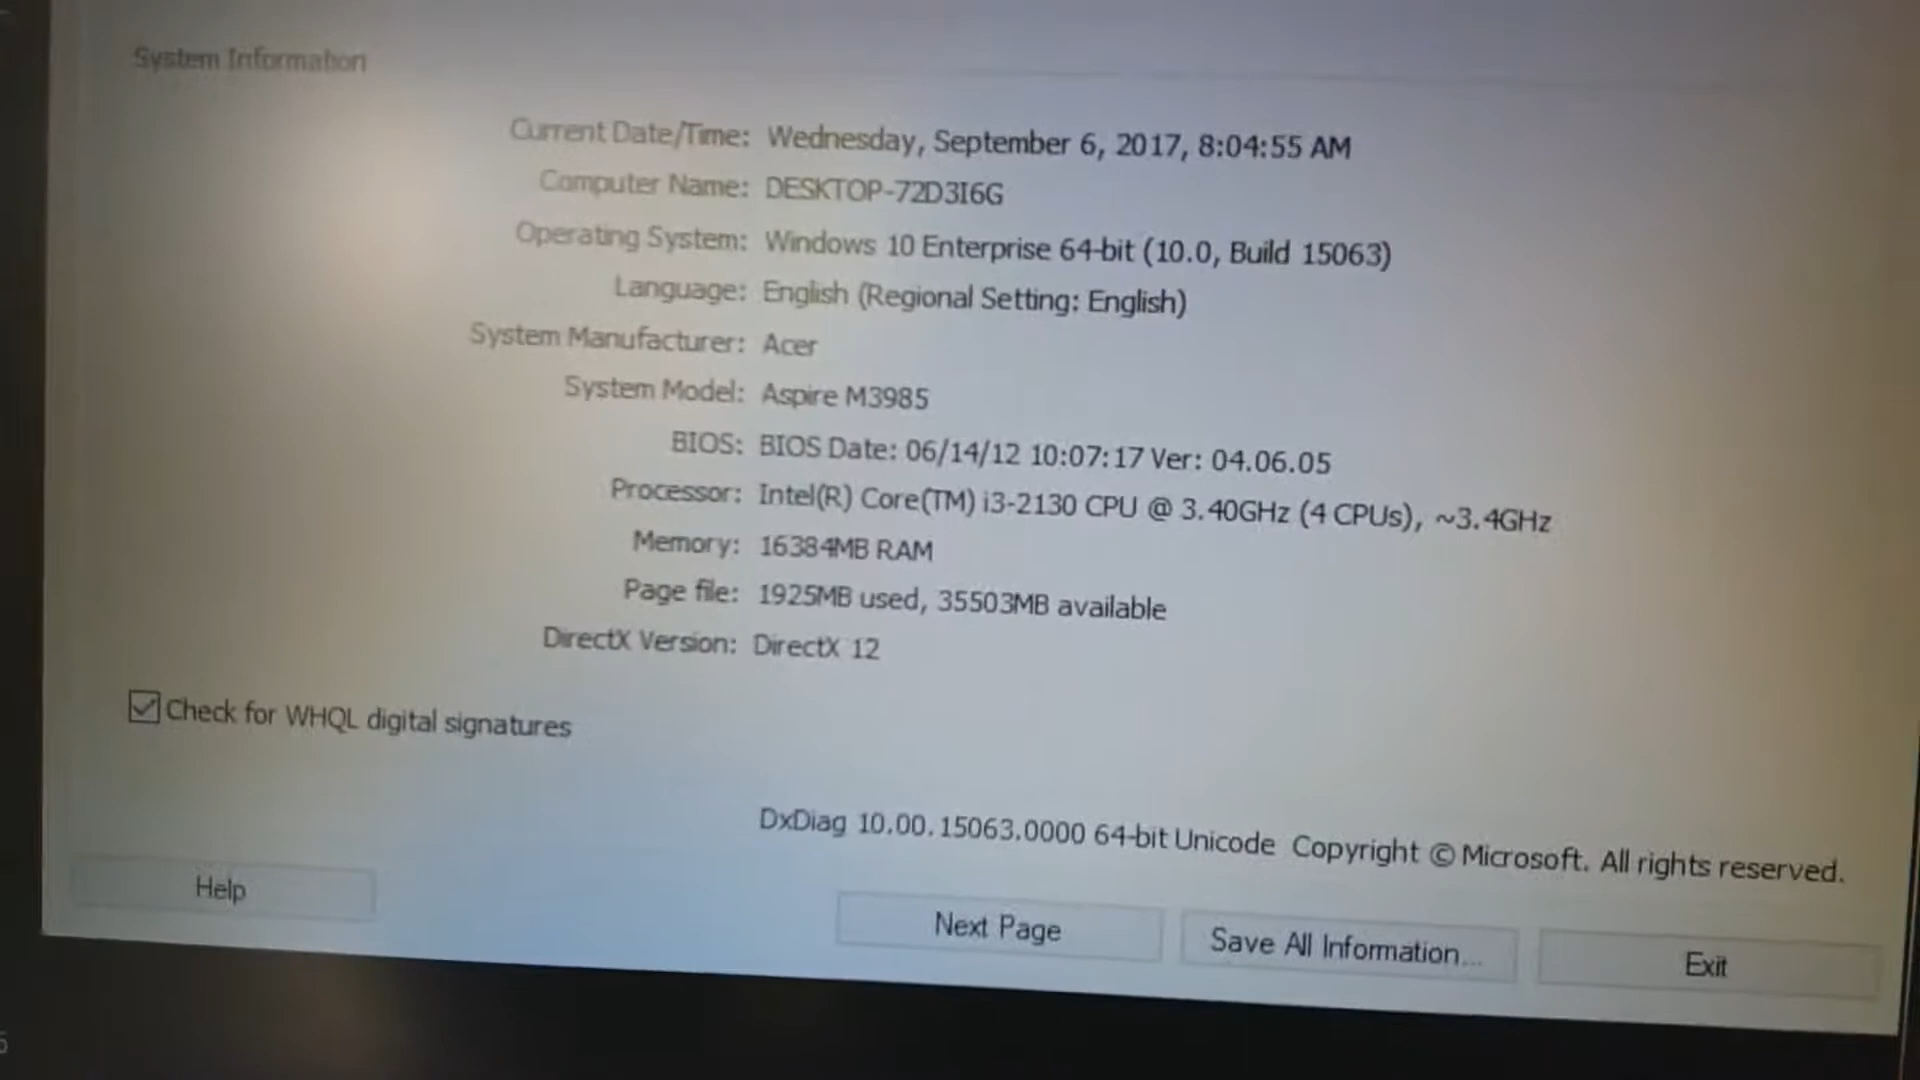 System Information
Current Date/Time: Wednesday, September 6, 2017, 8:04:55 AM
Computer Name: DESKTOP-72D3I6G
Operating System: Windows 10 Enterprise 64-bit (10.0, Build 15063)
Language: English (Regional Setting: English)
System Manufacturer: Acer
System Model: Aspire M3985
BIOS: BIOS Date: 06/14/12 10:07:17 Ver: 04.06.05
Processor: Intel(R) Core(TM) i3-2130 CPU @ 3.40GHz (4 CPUs), ~3.4GHz
Memory: 16384MB RAM
Page file: 1925MB used, 35503MB available
DirectX Version: DirectX 12
Check for WHQL digital signatures
DxDiag 10.00.15063.0000 64-bit Unicode Copyright © Microsoft. All rights reserved.
Help
Next Page
Save All Information...
Exit